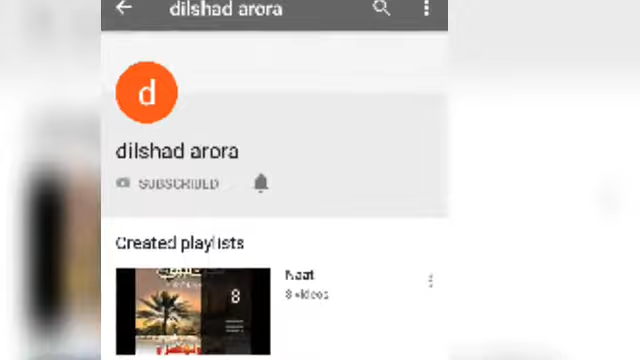 dilshad arora
d
dilshad arora
SUBSCRIBED
Created playlists
Naat
8
8 videos